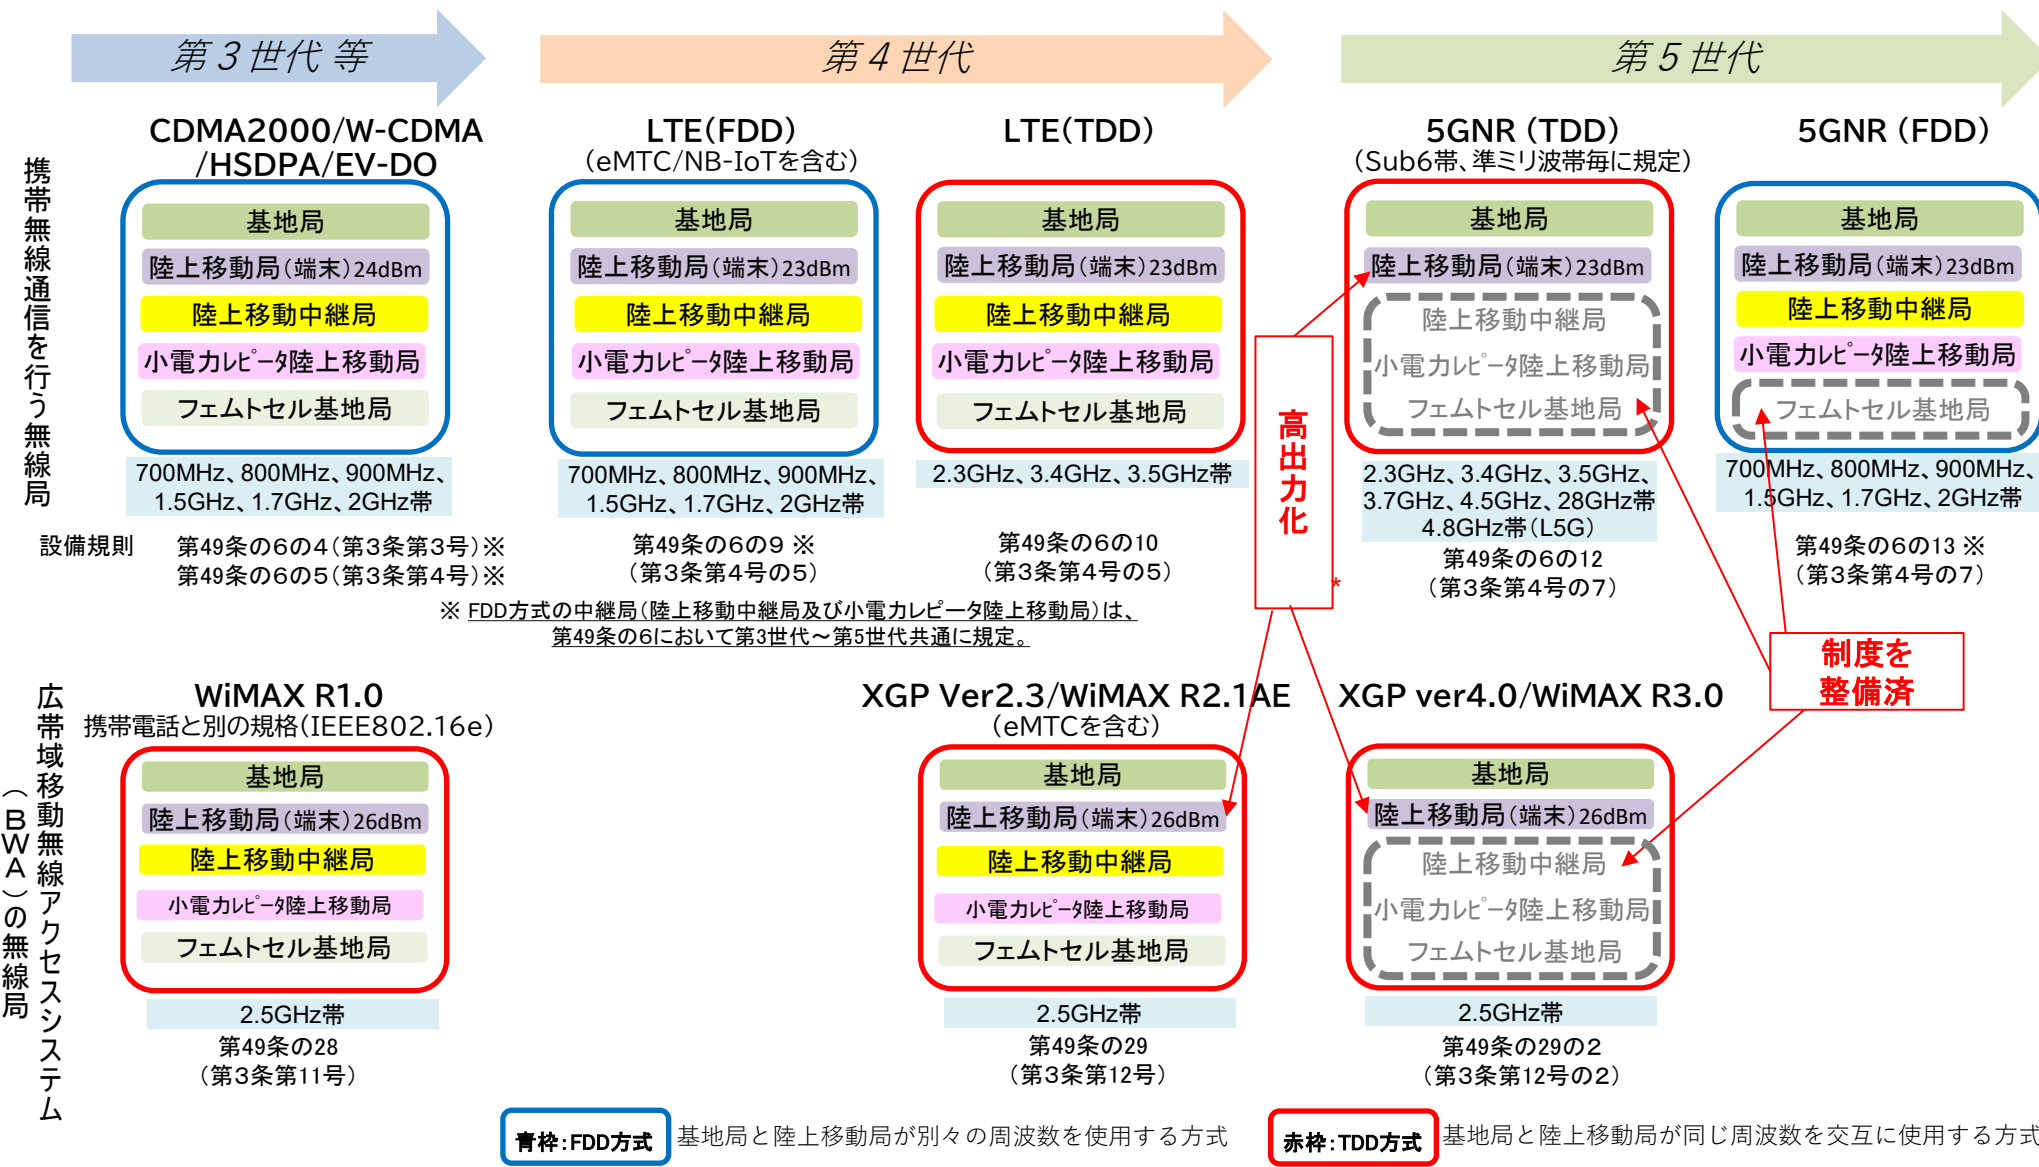 第３世代 等
第４世代
第５世代
携帯無線通信を行う無線局
CDMA2000/W-CDMA
/HSDPA/EV-DO
基地局
陸上移動局（端末）24dBm
陸上移動中継局
小電力ﾚﾋﾟｰﾀ陸上移動局
フェムトセル基地局
700MHz、800MHz、900MHz、
1.5GHz、1.7GHz、2GHz帯
LTE(FDD)
（eMTC/NB-IoTを含む）
基地局
陸上移動局（端末）23dBm
陸上移動中継局
小電力ﾚﾋﾟｰﾀ陸上移動局
フェムトセル基地局
700MHz、800MHz、900MHz、
1.5GHz、1.7GHz、2GHz帯
LTE(TDD)
基地局
陸上移動局（端末）23dBm
陸上移動中継局
小電力ﾚﾋﾟｰﾀ陸上移動局
フェムトセル基地局
2.3GHz、3.4GHz、3.5GHz帯
5GNR (TDD)
（Sub6帯、準ミリ波帯毎に規定）
基地局
陸上移動局（端末）23dBm
陸上移動中継局
小電力ﾚﾋﾟｰﾀ陸上移動局
フェムトセル基地局
2.3GHz、3.4GHz、3.5GHz、
3.7GHz、4.5GHz、28GHz帯
4.8GHz帯（L5G）
5GNR (FDD)
基地局
陸上移動局（端末）23dBm
陸上移動中継局
小電力ﾚﾋﾟｰﾀ陸上移動局
フェムトセル基地局
700MHz、800MHz、900MHz、
1.5GHz、1.7GHz、2GHz帯
高出力化
*
設備規則
第49条の６の４（第３条第３号）※
第49条の６の５（第３条第４号）※
第49条の６の９ ※
（第３条第４号の５）
第49条の６の10
（第３条第４号の５）
第49条の６の12
（第３条第４号の７）
第49条の６の13 ※
（第３条第４号の７）
※ FDD方式の中継局（陸上移動中継局及び小電力レピータ陸上移動局）は、
第49条の６において第3世代～第5世代共通に規定。
制度を
整備済
広帯域移動無線アクセスシステム
（ＢＷＡ）の無線局
WiMAX R1.0
携帯電話と別の規格（IEEE802.16e）
基地局
陸上移動局（端末）26dBm
陸上移動中継局
小電力ﾚﾋﾟｰﾀ陸上移動局
フェムトセル基地局
2.5GHz帯
第49条の28
（第３条第11号）
XGP Ver2.3/WiMAX R2.1AE
（eMTCを含む）
基地局
陸上移動局（端末）26dBm
陸上移動中継局
小電力ﾚﾋﾟｰﾀ陸上移動局
フェムトセル基地局
2.5GHz帯
第49条の29
（第３条第12号）
XGP ver4.0/WiMAX R3.0
基地局
陸上移動局（端末）26dBm
陸上移動中継局
小電力ﾚﾋﾟｰﾀ陸上移動局
フェムトセル基地局
2.5GHz帯
第49条の29の２
（第３条第12号の２）
青枠：FDD方式
基地局と陸上移動局が別々の周波数を使用する方式
赤枠：TDD方式
基地局と陸上移動局が同じ周波数を交互に使用する方式